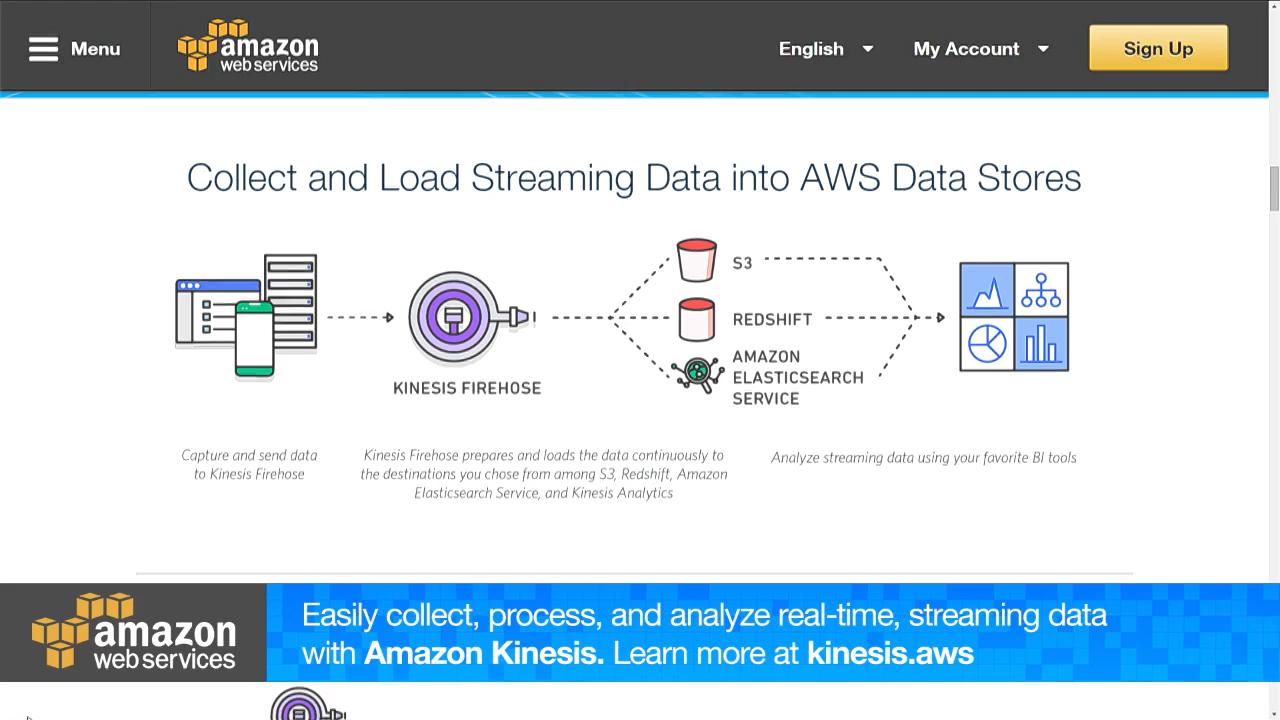 Menu
amazon
web services
English
My Account
Sign Up
Collect and Load Streaming Data into AWS Data Stores
S3
REDSHIFT
AMAZON
ELASTICSEARCH
SERVICE
KINESIS FIREHOSE
Capture and send data
to Kinesis Firehose
Kinesis Firehose prepares and loads the data continuously to
the destinations you chose from among S3, Redshift, Amazon
Elasticsearch Service, and Kinesis Analytics
Analyze streaming data using your favorite BI tools
amazon
web services
Easily collect, process, and analyze real-time, streaming data
with Amazon Kinesis. Learn more at kinesis.aws